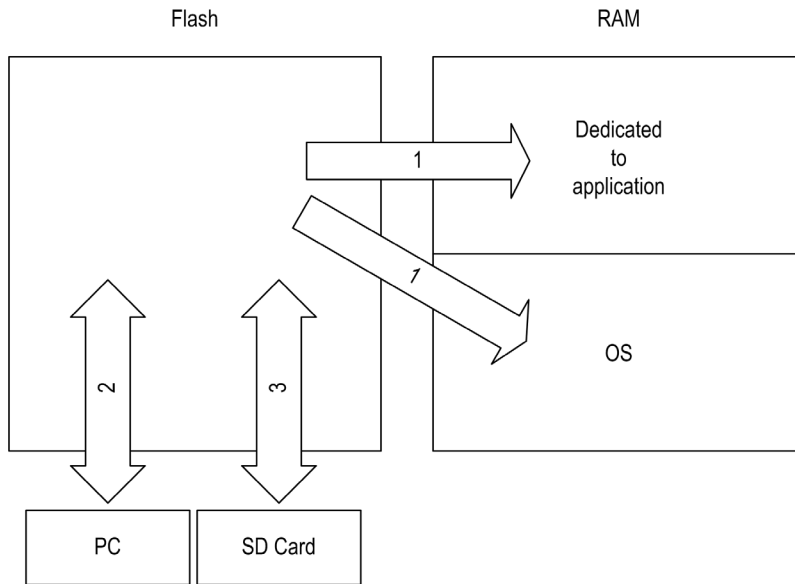 Flash
RAM
Dedicated
to
application
1
1
OS
2
3
PC
SD Card